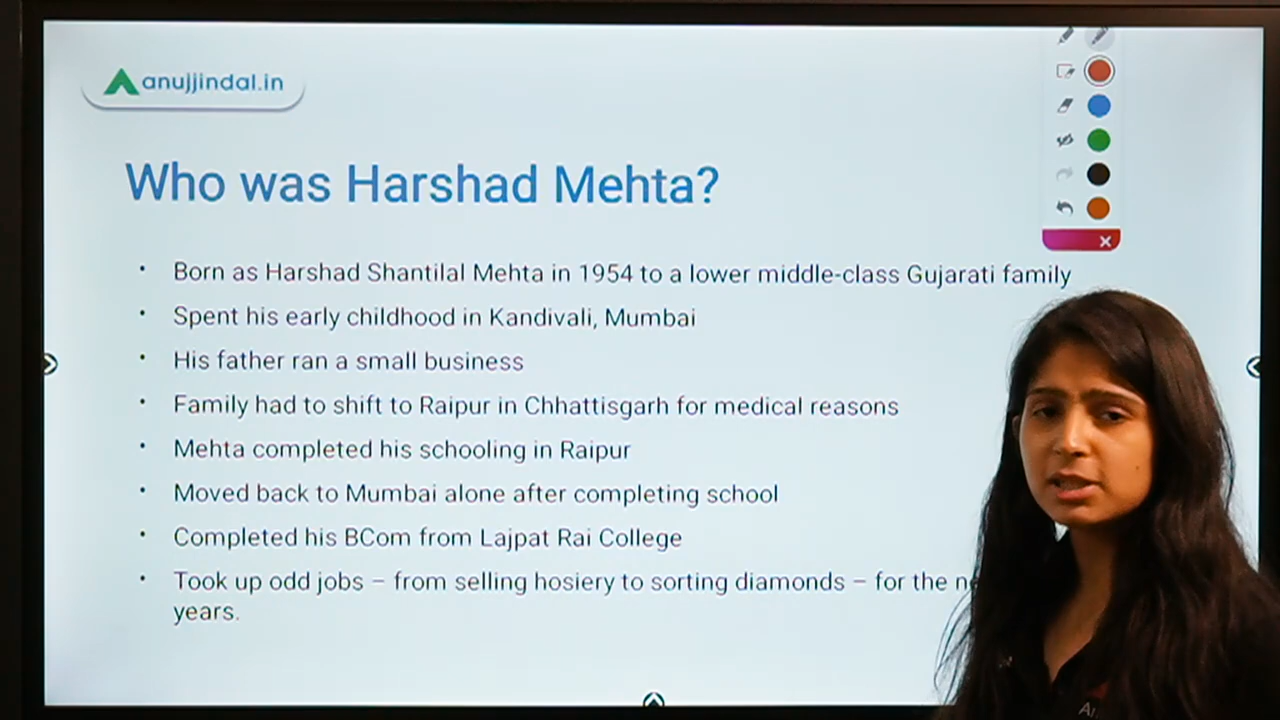 anujjindal.in
Who was Harshad Mehta?
• Born as Harshad Shantilal Mehta in 1954 to a lower middle-class Gujarati family
• Spent his early childhood in Kandivali, Mumbai
• His father ran a small business
• Family had to shift to Raipur in Chhattisgarh for medical reasons
• Mehta completed his schooling in Raipur
• Moved back to Mumbai alone after completing school
• Completed his BCom from Lajpat Rai College
• Took up odd jobs – from selling hosiery to sorting diamonds – for the
years.